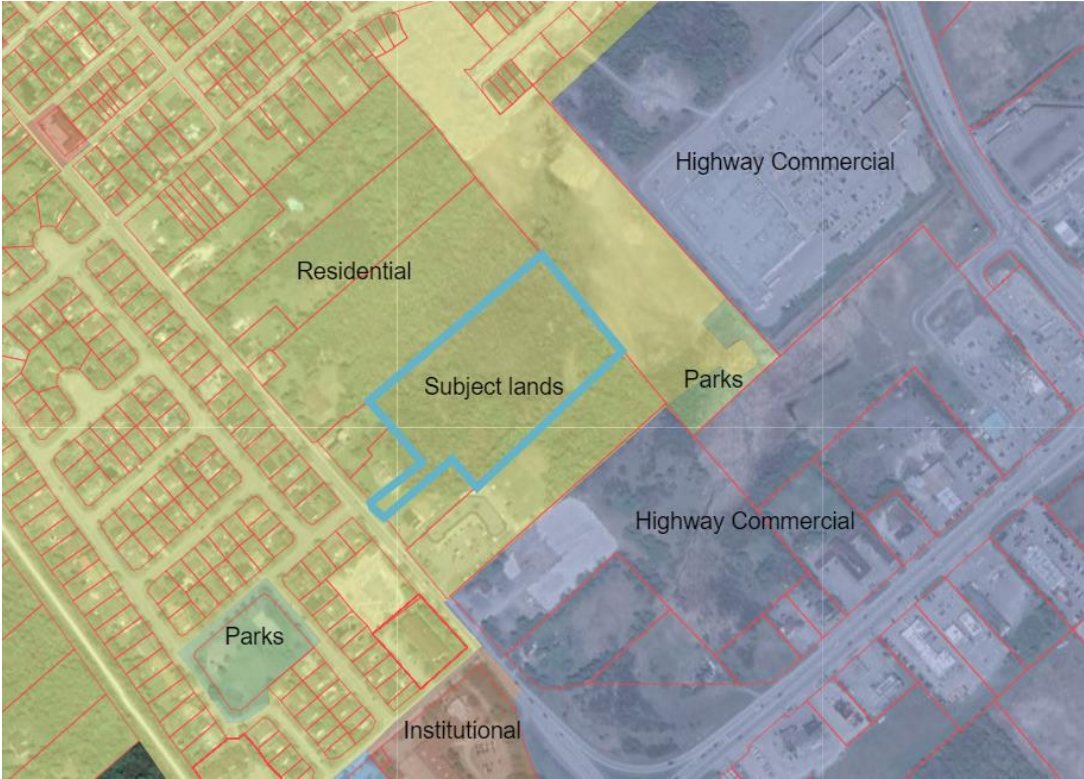 Highway Commercial
Residential
Subject lands
Parks
Highway Commercial
Parks
Institutional